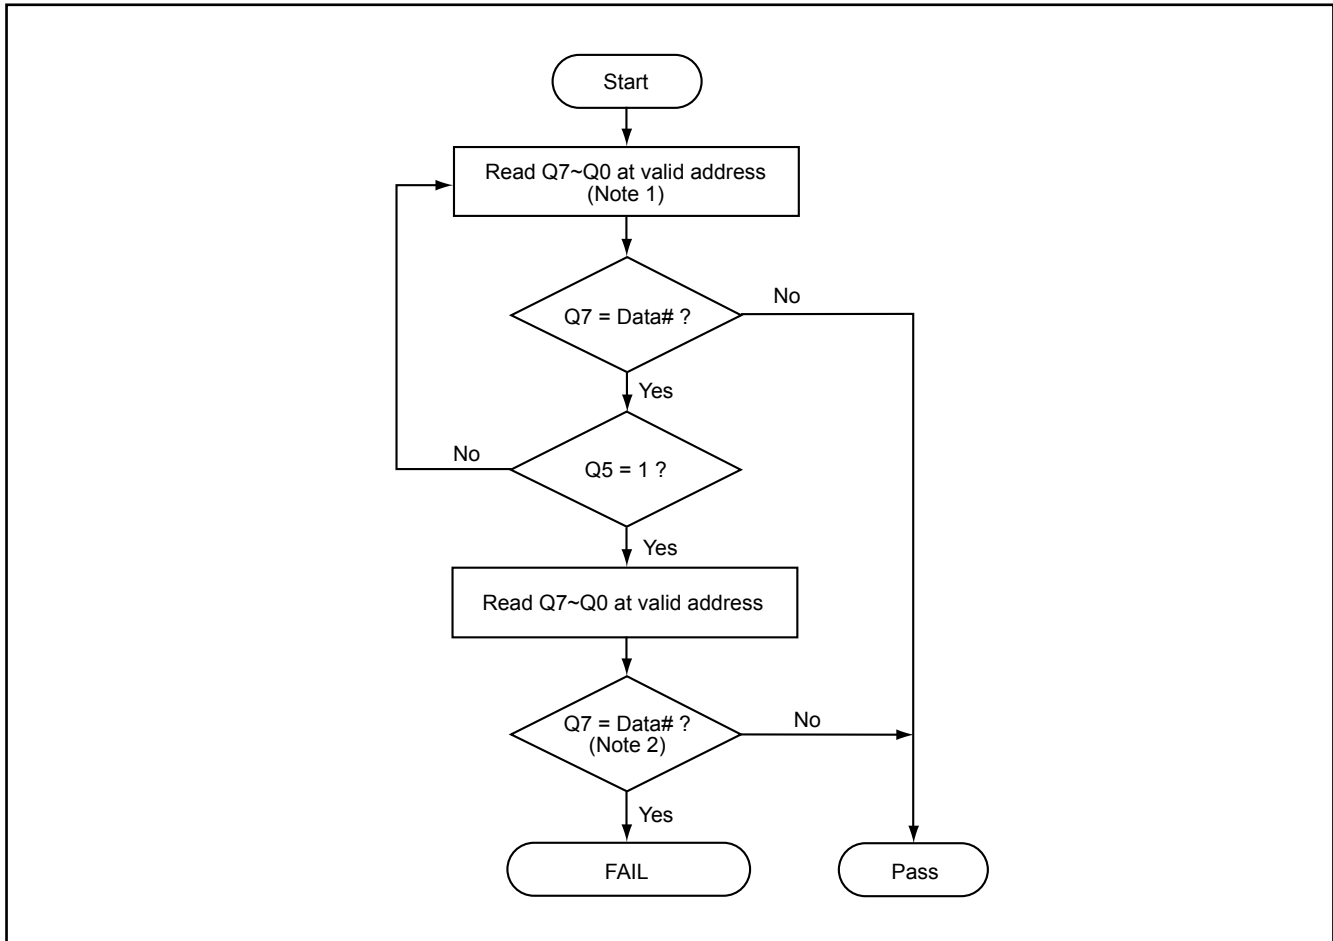 Start
Read Q7~Q0 at valid address
(Note 1)
No
Q7 = Data# ?
Yes
No
Q5 = 1 ?
Yes
Read Q7~Q0 at valid address
No
Q7 = Data# ?
(Note 2)
Yes
FAIL
Pass